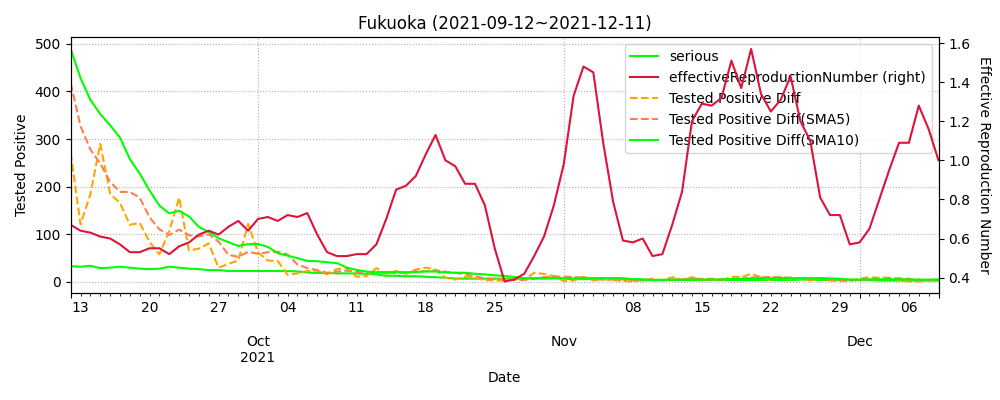 Fukuoka (2021-09-12~2021-12-11)
500
400
300
200
100
0
Tested Positive
1.6
1.4
1.2
1.0
0.8
0.6
0.4
Effective Reproduction Number
serious
effectiveReproductionNumber (right)
Tested Positive Diff
Tested Positive Diff(SMA5)
Tested Positive Diff(SMA10)
13 20 27 04 11 18 25 08 15 22 29 06
Oct Nov Dec
2021
Date